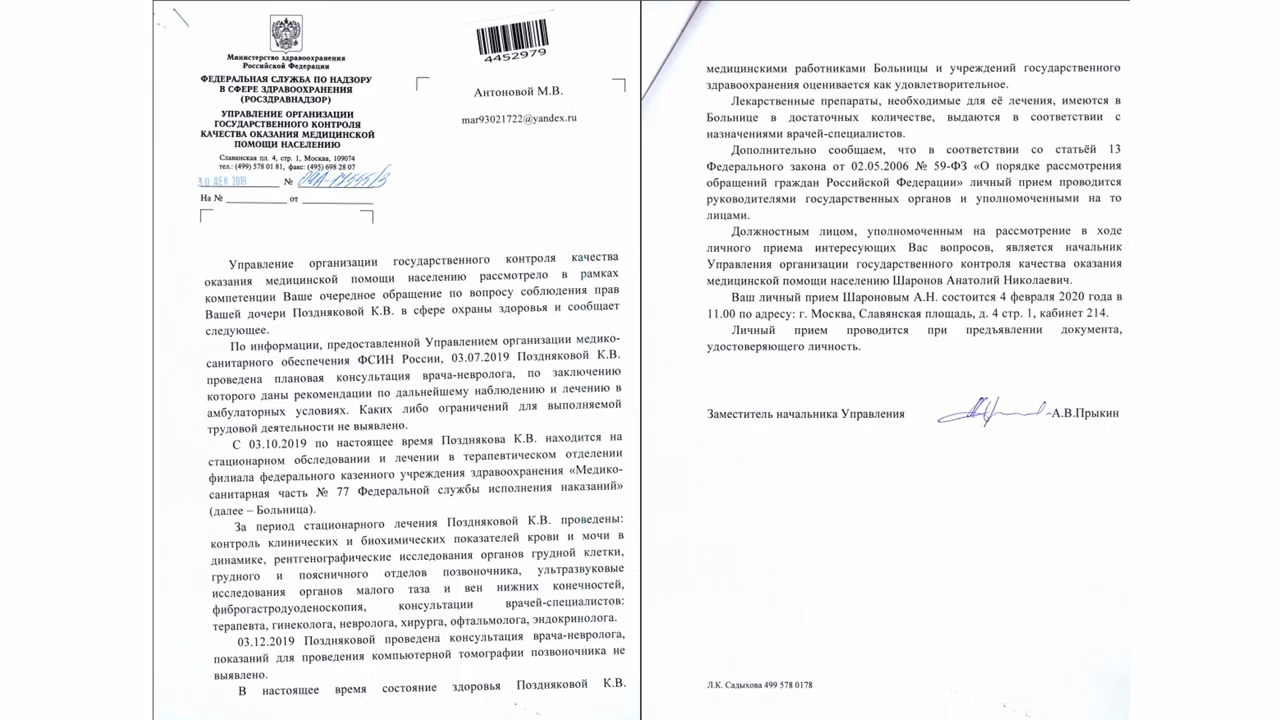 4452979
Министерство здравоохранения
Российской Федерации
ФЕДЕРАЛЬНАЯ СЛУЖБА ПО НАДЗОРУ
В СФЕРЕ ЗДРАВООХРАНЕНИЯ
(РОСЗДРАВНАДЗОР)
УПРАВЛЕНИЕ ОРГАНИЗАЦИИ
ГОСУДАРСТВЕННОГО КОНТРОЛЯ
КАЧЕСТВА ОКАЗАНИЯ МЕДИЦИНСКОЙ
ПОМОЩИ НАСЕЛЕНИЮ
Славянская пл. 4, стр. 1, Москва, 109074
тел.: (499) 578 01 81, факс: (495) 698 28 07
30 ДЕК 2019 №
На № от
Антоновой М.В.
mar93021722@yandex.ru
Управление организации государственного контроля качества
оказания медицинской помощи населению рассмотрело в рамках
компетенции Ваше очередное обращение по вопросу соблюдения прав
Вашей дочери Поздняковой К.В. в сфере охраны здоровья и сообщает
следующее.
По информации, предоставленной Управлением организации медико-
санитарного обеспечения ФСИН России, 03.07.2019 Поздняковой К.В.
проведена плановая консультация врача-невролога, по заключению
которого даны рекомендации по дальнейшему наблюдению и лечению в
амбулаторных условиях. Каких либо ограничений для выполняемой
трудовой деятельности не выявлено.
С 03.10.2019 по настоящее время Позднякова К.В. находится на
стационарном обследовании и лечении в терапевтическом отделении
филиала федерального казенного учреждения здравоохранения «Медико-
санитарная часть № 77 Федеральной службы исполнения наказаний»
(далее – Больница).
За период стационарного лечения Поздняковой К.В. проведены:
контроль клинических и биохимических показателей крови и мочи в
динамике, рентгенографические исследования органов грудной клетки,
грудного и поясничного отделов позвоночника, ультразвуковые
исследования органов малого таза и вен нижних конечностей,
фиброгастродуоденоскопия, консультации врачей-специалистов:
терапевта, гинеколога, невролога, хирурга, офтальмолога, эндокринолога.
03.12.2019 Поздняковой проведена консультация врача-невролога,
показаний для проведения компьютерной томографии позвоночника не
выявлено.
В настоящее время состояние здоровья Поздняковой К.В.
медицинскими работниками Больницы и учреждений государственного
здравоохранения оценивается как удовлетворительное.
Лекарственные препараты, необходимые для её лечения, имеются в
Больнице в достаточных количестве, выдаются в соответствии с
назначениями врачей-специалистов.
Дополнительно сообщаем, что в соответствии со статьёй 13
Федерального закона от 02.05.2006 № 59-ФЗ «О порядке рассмотрения
обращений граждан Российской Федерации» личный прием проводится
руководителями государственных органов и уполномоченными на то
лицами.
Должностным лицом, уполномоченным на рассмотрение в ходе
личного приема интересующих Вас вопросов, является начальник
Управления организации государственного контроля качества оказания
медицинской помощи населению Шаронов Анатолий Николаевич.
Ваш личный прием Шароновым А.Н. состоится 4 февраля 2020 года в
11.00 по адресу: г. Москва, Славянская площадь, д. 4 стр. 1, кабинет 214.
Личный прием проводится при предъявлении документа,
удостоверяющего личность.
Заместитель начальника Управления А.В.Прыкин
Л.К. Садыхова 499 578 0178